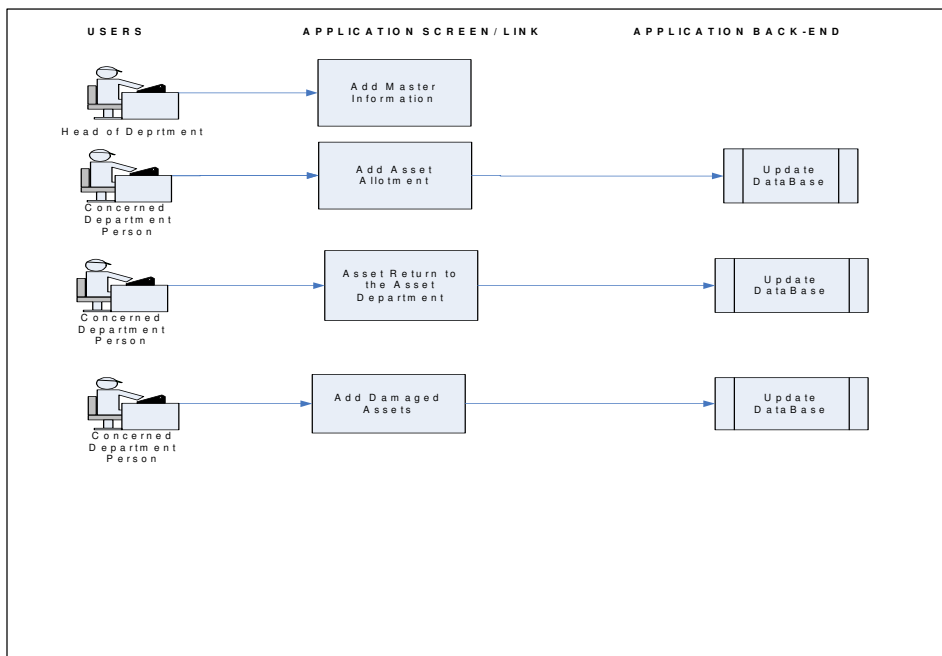 USERS
APPLICATION SCREEN/LINK
APPLICATION BACK-END
Add Master
Information
Head of Deprtment
Add Asset
Allotment
Update
DataBase
Concerned
Department
Person
Asset Return to
the Asset
Department
Update
DataBase
Concerned
Department
Person
Add Damaged
Assets
Update
DataBase
Concerned
Department
Person